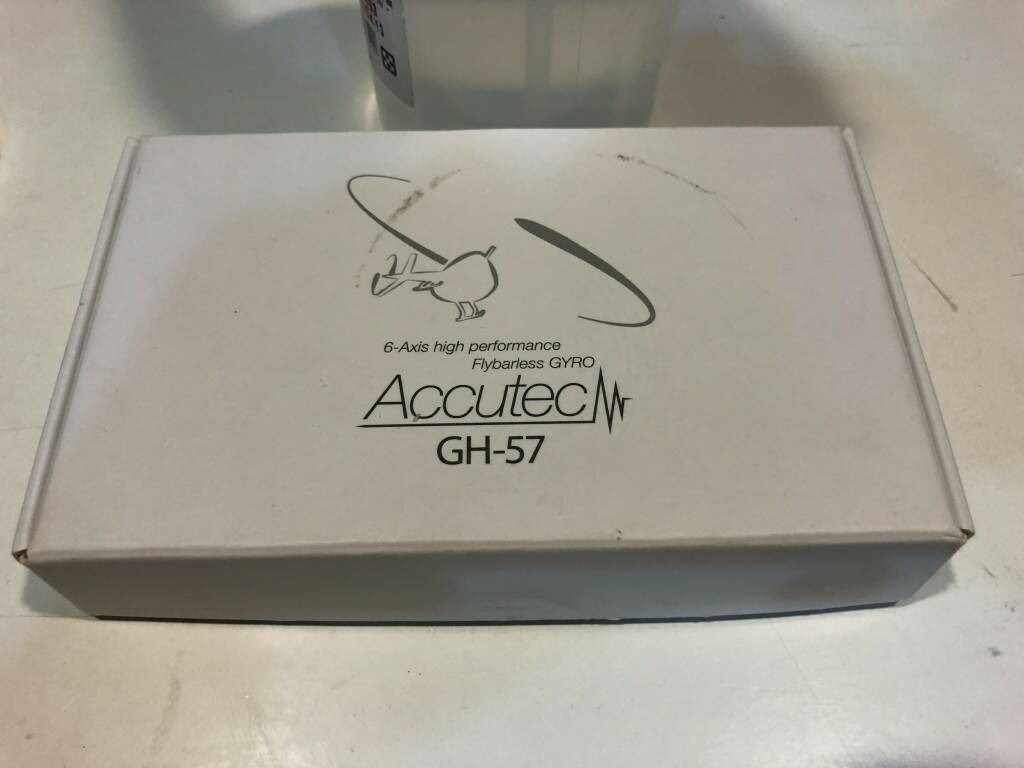 6-Axis high performance
Flybarless GYRO
Accutec
GH-57